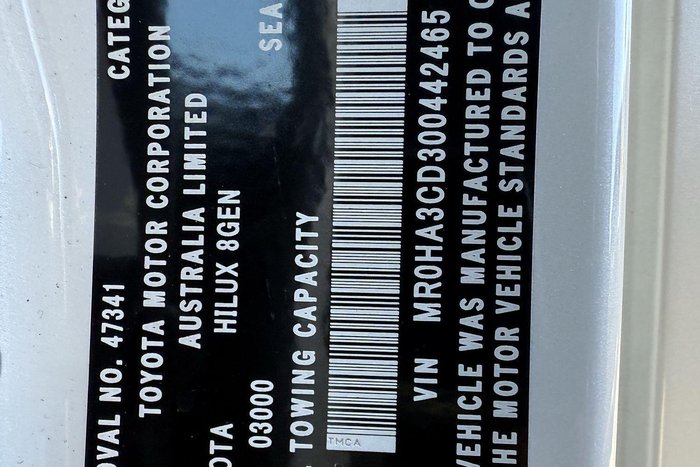 OVAL NO. 47341 CATEG
TOYOTA MOTOR CORPORATION
AUSTRALIA LIMITED
OTA HILUX 8GEN
03000 SEA
TOWING CAPACITY
TMCA
VIN MR0HA3CD300442465
VEHICLE WAS MANUFACTURED TO C
HE MOTOR VEHICLE STANDARDS A